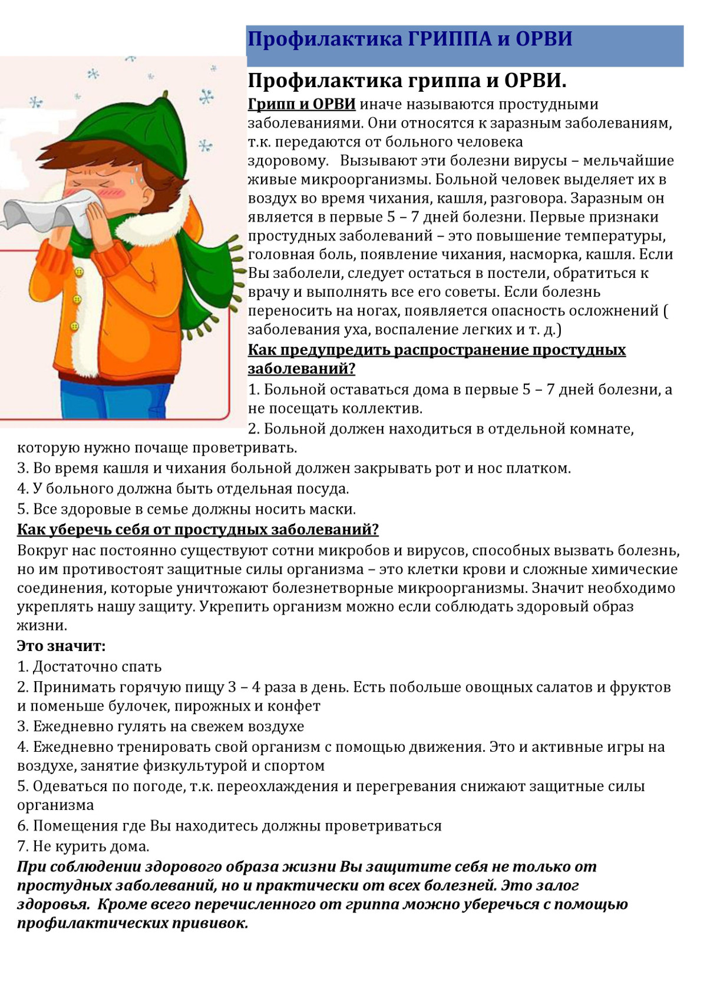 Профилактика ГРИППА и ОРВИ
Профилактика гриппа и ОРВИ.
Грипп и ОРВИ иначе называются простудными
заболеваниями. Они относятся к заразным заболеваниям,
т.к. передаются от больного человека
здоровому. Вызывают эти болезни вирусы – мельчайшие
живые микроорганизмы. Больной человек выделяет их в
воздух во время чихания, кашля, разговора. Заразным он
является в первые 5 – 7 дней болезни. Первые признаки
простудных заболеваний – это повышение температуры,
головная боль, появление чихания, насморка, кашля. Если
Вы заболели, следует остаться в постели, обратиться к
врачу и выполнять все его советы. Если болезнь
переносить на ногах, появляется опасность осложнений (
заболевания уха, воспаление легких и т. д.)
Как предупредить распространение простудных
заболеваний?
1. Больной оставаться дома в первые 5 – 7 дней болезни, а
не посещать коллектив.
2. Больной должен находиться в отдельной комнате,
которую нужно почаще проветривать.
3. Во время кашля и чихания больной должен закрывать рот и нос платком.
4. У больного должна быть отдельная посуда.
5. Все здоровые в семье должны носить маски.
Как уберечь себя от простудных заболеваний?
Вокруг нас постоянно существуют сотни микробов и вирусов, способных вызвать болезнь,
но им противостоят защитные силы организма – это клетки крови и сложные химические
соединения, которые уничтожают болезнетворные микроорганизмы. Значит необходимо
укреплять нашу защиту. Укрепить организм можно если соблюдать здоровый образ
жизни.
Это значит:
1. Достаточно спать
2. Принимать горячую пищу 3 – 4 раза в день. Есть побольше овощных салатов и фруктов
и поменьше булочек, пирожных и конфет
3. Ежедневно гулять на свежем воздухе
4. Ежедневно тренировать свой организм с помощью движения. Это и активные игры на
воздухе, занятие физкультурой и спортом
5. Одеваться по погоде, т.к. переохлаждения и перегревания снижают защитные силы
организма
6. Помещения где Вы находитесь должны проветриваться
7. Не курить дома.
При соблюдении здорового образа жизни Вы защитите себя не только от
простудных заболеваний, но и практически от всех болезней. Это залог
здоровья. Кроме всего перечисленного от гриппа можно уберечься с помощью
профилактических прививок.